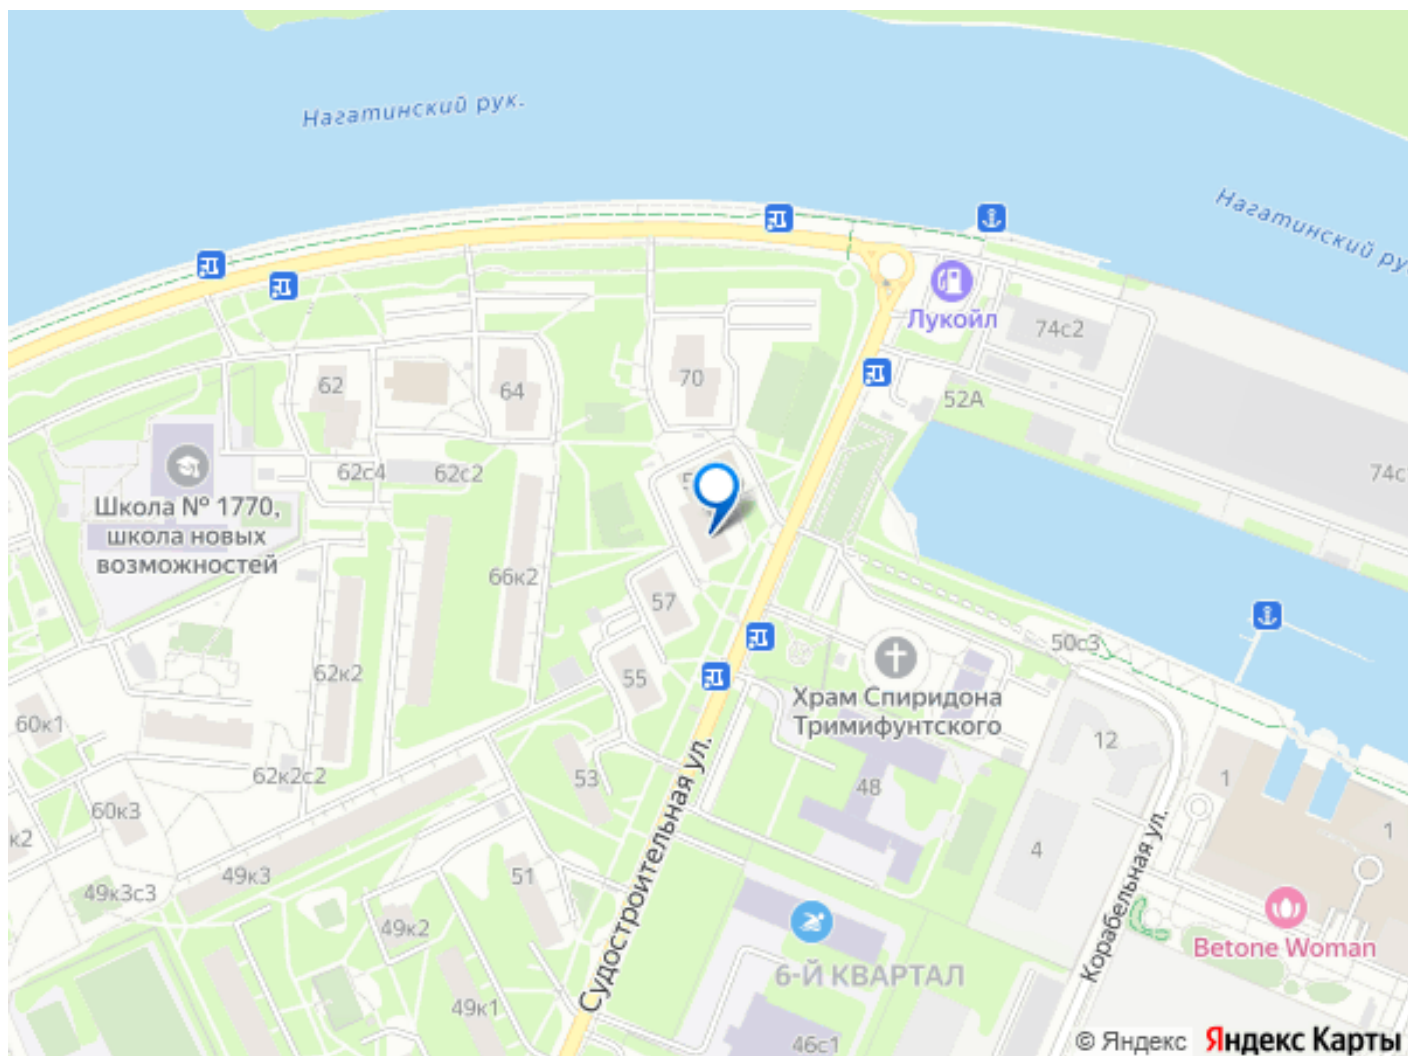 Нагатинский рук.
Нагатинский рук.
Лукойл
74с2
62
64
70
52А
62с4
62с2
74с
Школа № 1770,
школа новых
возможностей
66к2
57
50с3
62к2
55
Храм Спиридона
Тримифунтского
60к1
12
62к2с2
53
48
1
60к3
Судостроительная ул.
1
к2
49к3
51
4
49к3с3
Корабельная ул.
49к2
Betone Woman
6-Й КВАРТАЛ
49к1
46с1
© Яндекс Яндекс Карты